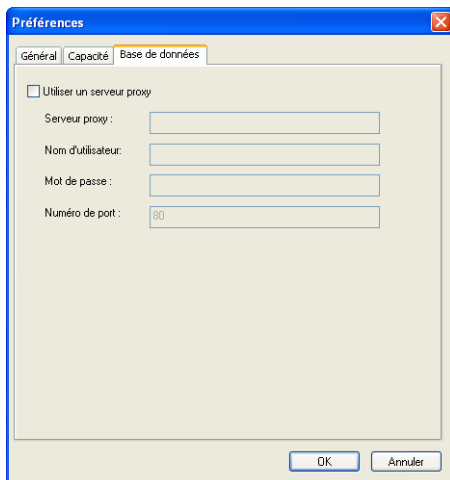 Préférences
Général Capacité Base de données
Utiliser un serveur proxy
Serveur proxy :
Nom d'utilisateur:
Mot de passe :
Numéro de port : 80
OK Annuler